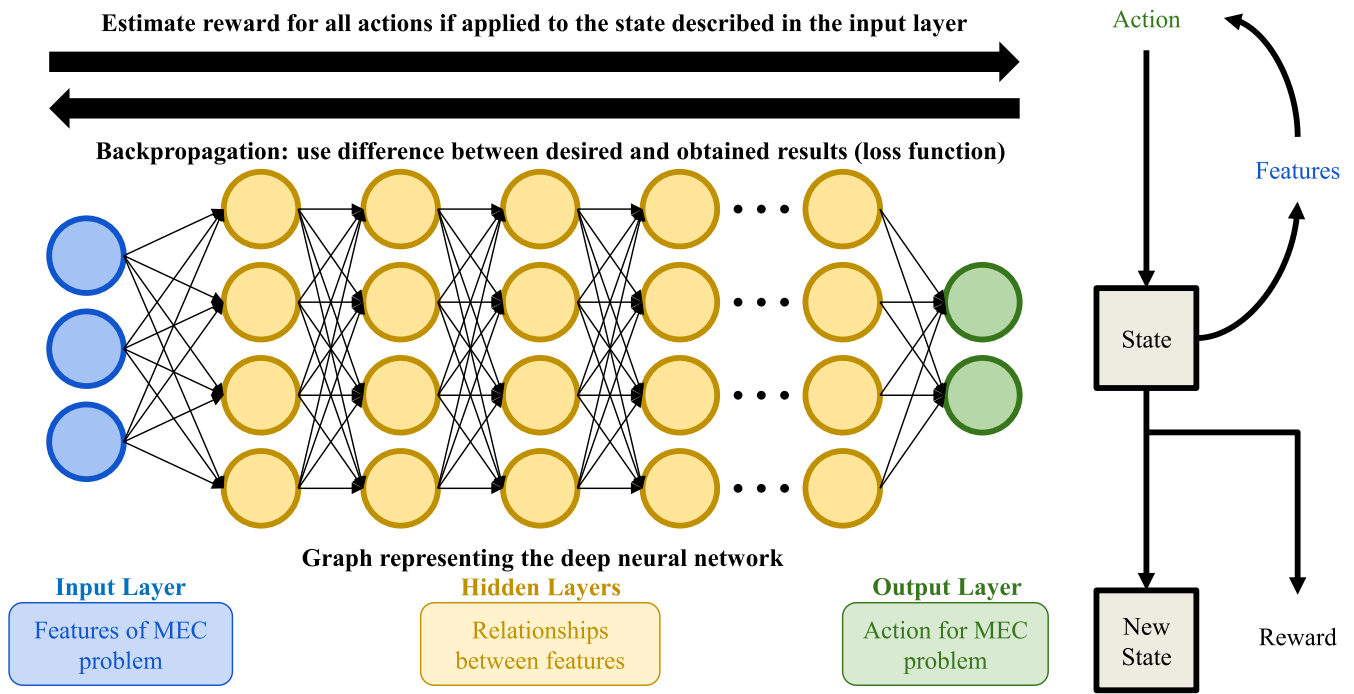 Estimate reward for all actions if applied to the state described in the input layer
Backpropagation: use difference between desired and obtained results (loss function)
Graph representing the deep neural network
Input Layer
Features of MEC
problem
Hidden Layers
Relationships
between features
Output Layer
Action for MEC
problem
Action
Features
State
New
State
Reward